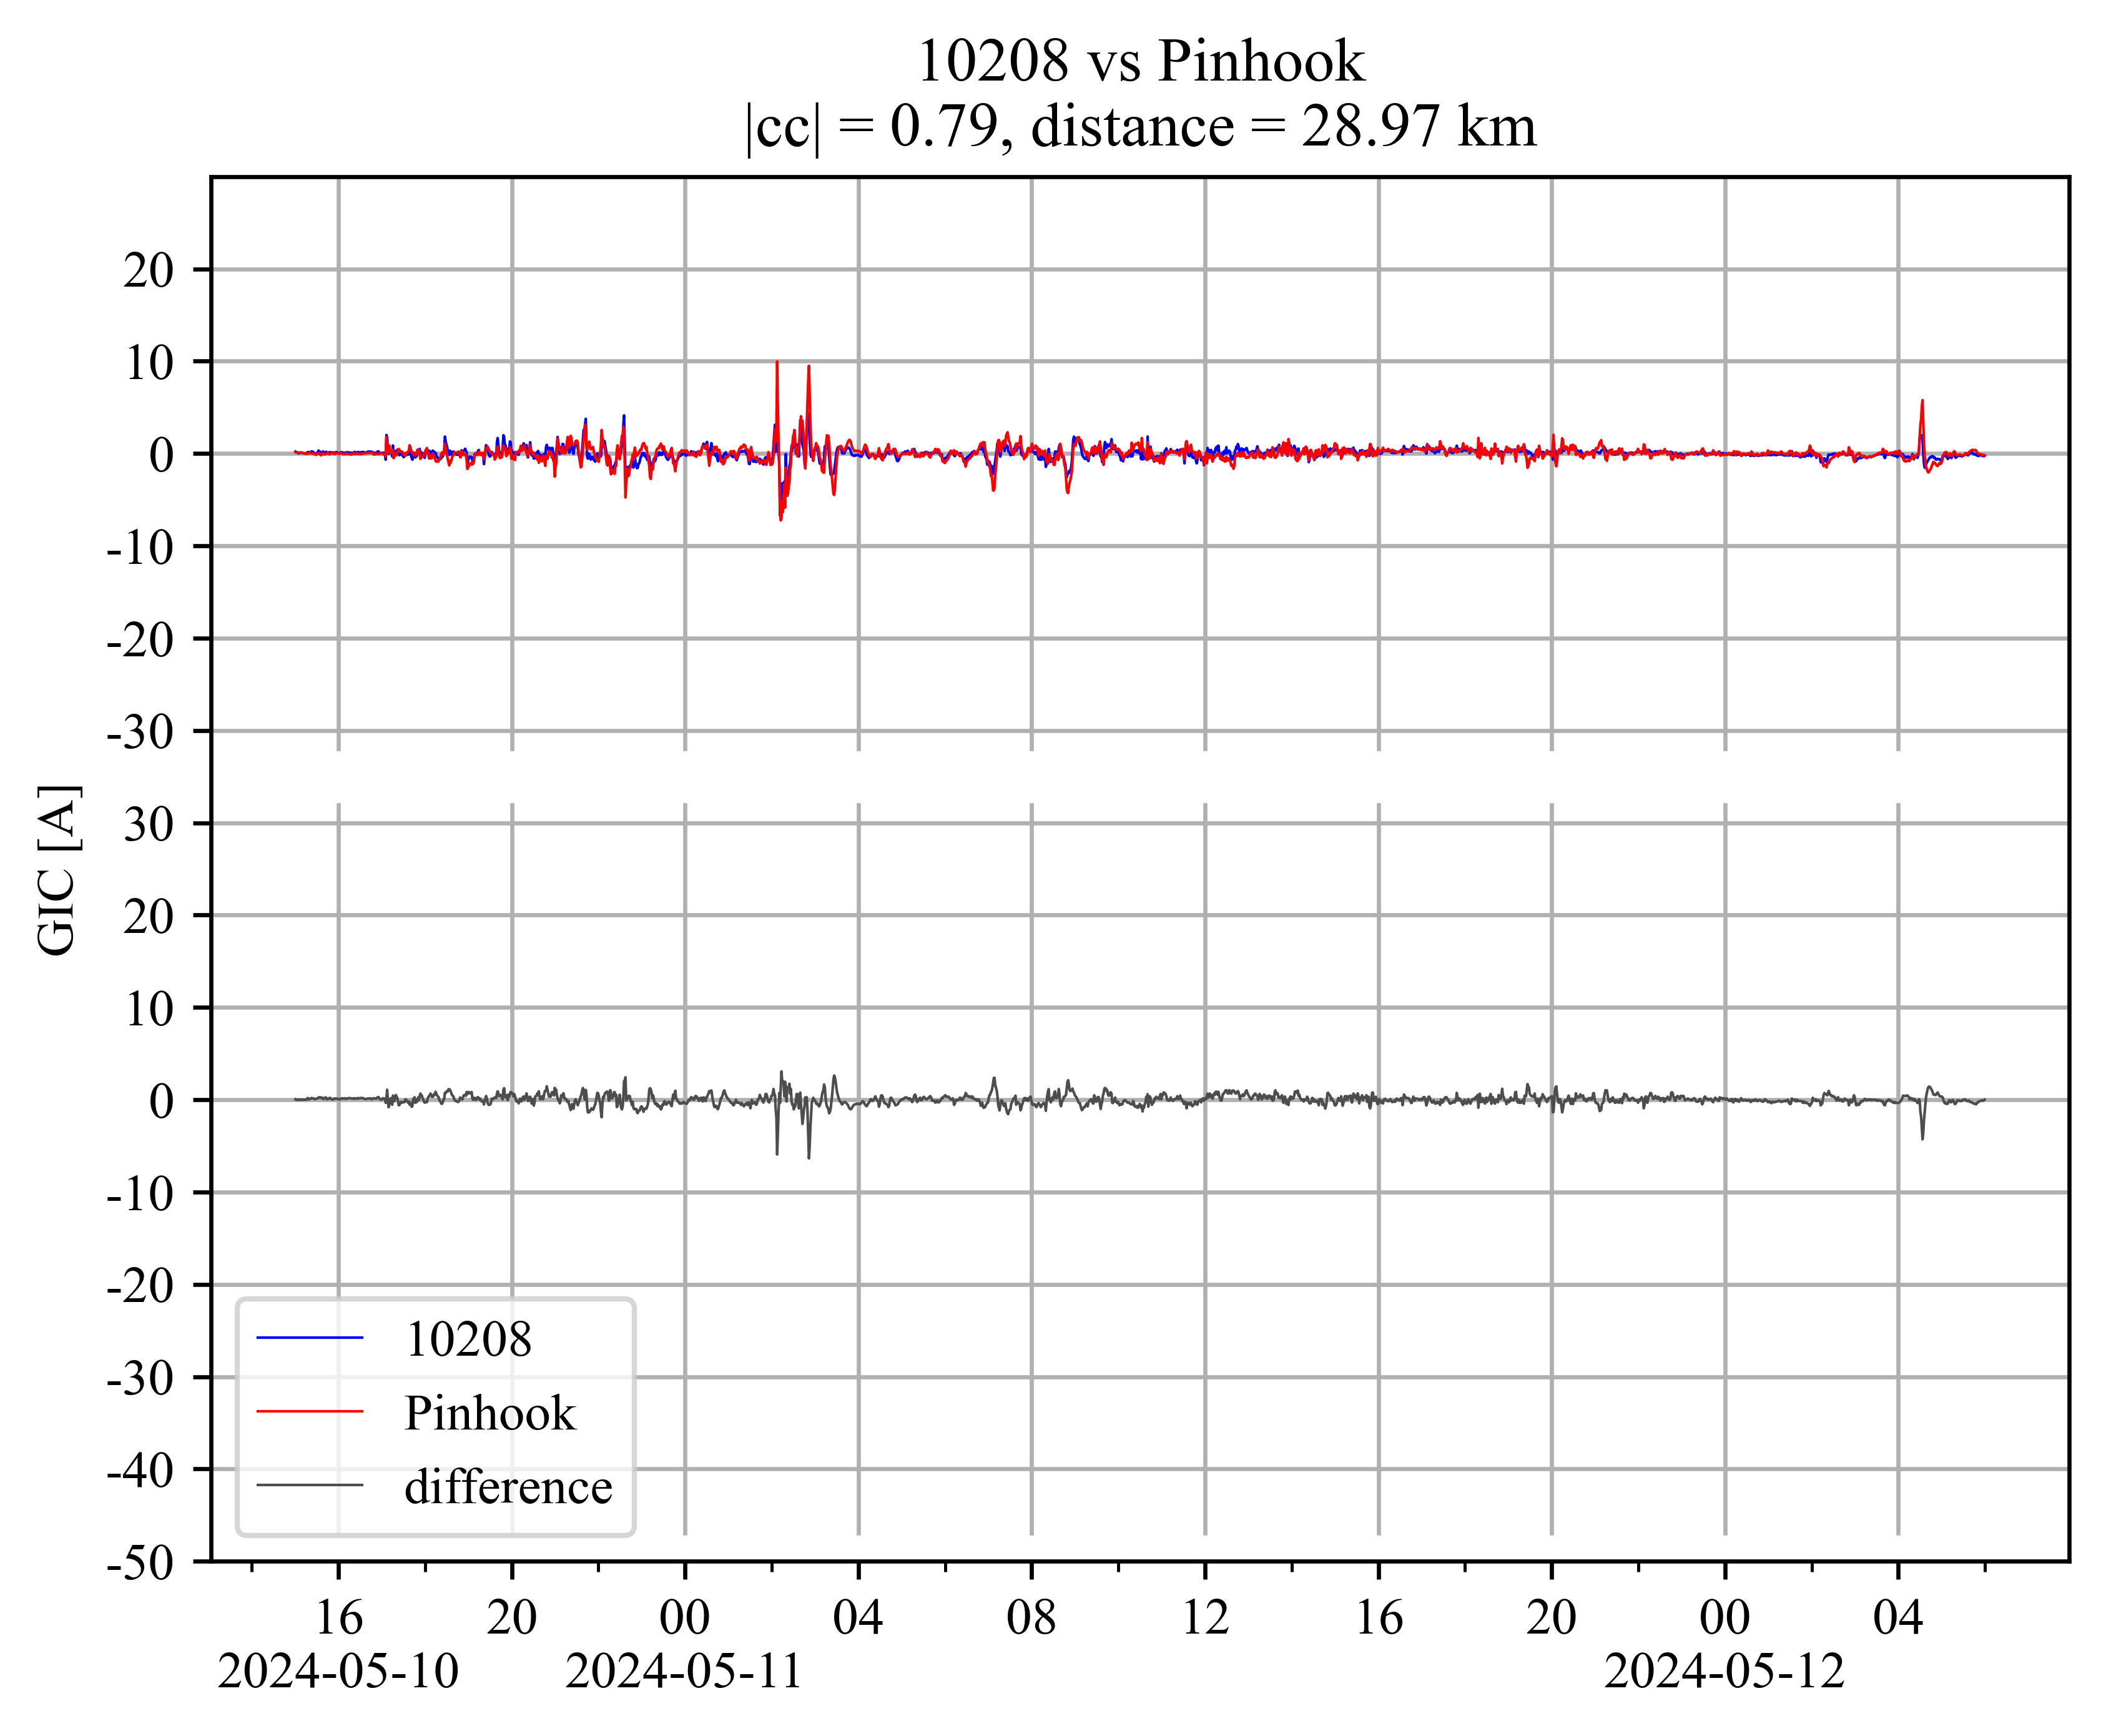 10208 vs Pinhook
|cc| = 0.79, distance = 28.97 km
20
10
0
-10
-20
-30
30
20
10
0
-10
-20
-30
-40
-50
GIC [A]
10208
Pinhook
difference
16 20 00 04 08 12 16 20 00 04
2024-05-10 2024-05-11 2024-05-12